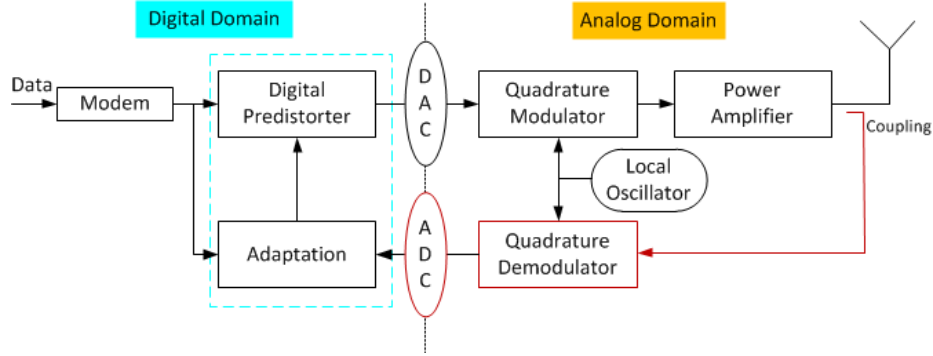 Digital Domain
Analog Domain
Data
Modem
Digital
Predistorter
D
A
C
Quadrature
Modulator
Power
Amplifier
Coupling
Local
Oscillator
Adaptation
A
D
C
Quadrature
Demodulator